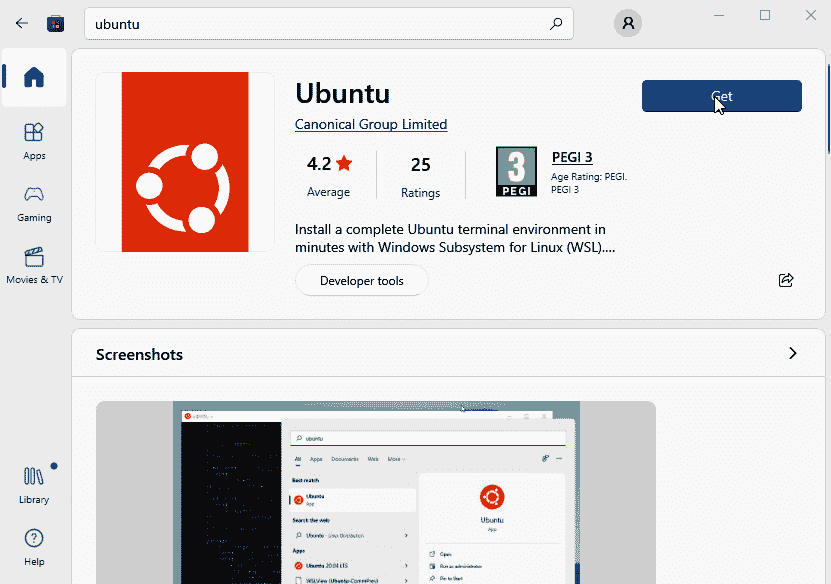 ubuntu
Ubuntu
Get
Canonical Group Limited
4.2
Average
25
Ratings
3
PEGI
PEGI 3
Age Rating: PEGI.
PEGI 3
Install a complete Ubuntu terminal environment in
minutes with Windows Subsystem for Linux (WSL)....
Developer tools
Apps
Gaming
Movies & TV
Library
Help
Screenshots
ubuntu
All Apps Documents Web More
Best match
Ubuntu
App
Search the web
Ubuntu - Linux distribution
Apps
Ubuntu 20.04 LTS
WSLView (Ubuntu-CommPrev)
Ubuntu
App
Open
Run as administrator
Pin to Start